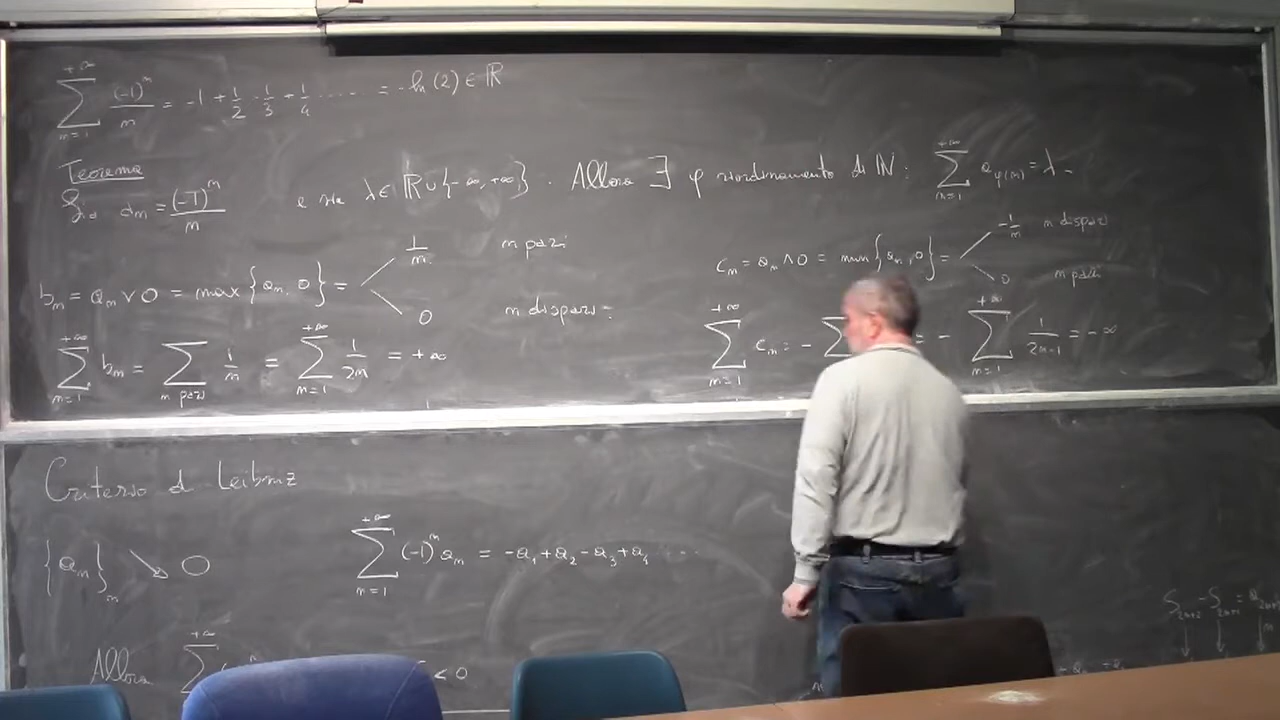 +∞ ∑ n=1 (-1)^n / n = -1 + 1/2 - 1/3 + 1/4 ...... = -ln(2) ∈ ℝ
Teorema
Sia a_n = (-1)^n / n e sia λ ∈ ℝ ∪ {-∞, +∞}. Allora ∃ φ riordinamento di ℕ: +∞ ∑ n=1 a_φ(n) = λ.
b_n = a_n ∨ 0 = max {a_n, 0} = 1/n n pari
0 n dispari
c_n = a_n ∧ 0 = min {a_n, 0} = -1/n n dispari
0 n pari
+∞ ∑ n=1 b_n = ∑ n pari 1/n = +∞ ∑ n=1 1/2n = +∞
+∞ ∑ n=1 c_n = - ∑ = - +∞ ∑ n=1 1/2n-1 = -∞
Criterio di Leibniz
{a_n}_n ↘ 0 +∞ ∑ n=1 (-1)^n a_n = -a_1 + a_2 - a_3 + a_4 ...
Allora +∞ ∑ < 0